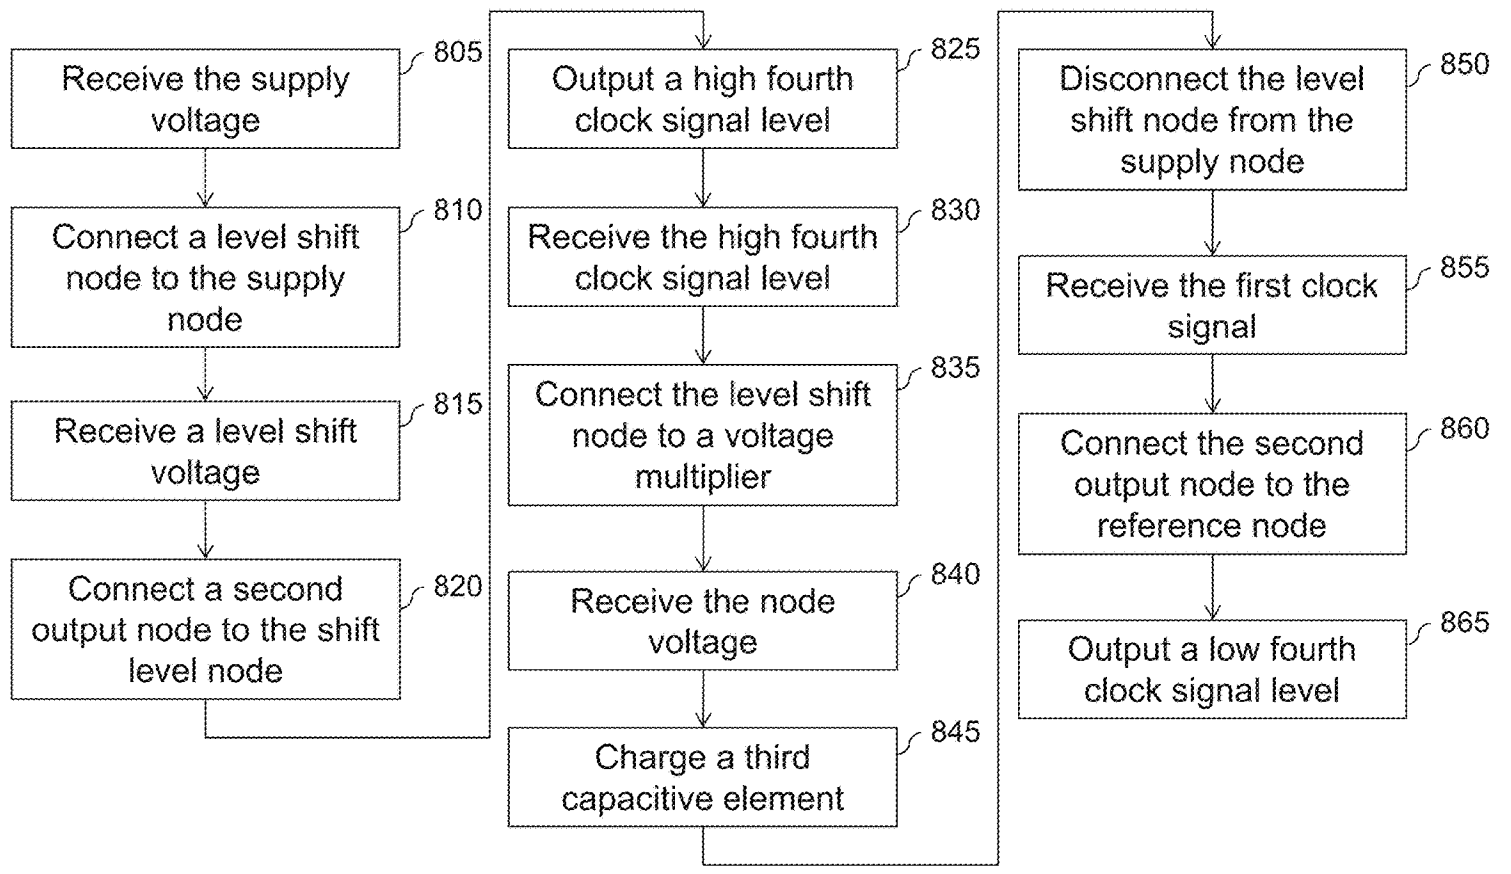 805
Receive the supply
voltage
810
Connect a level shift
node to the supply
node
815
Receive a level shift
voltage
820
Connect a second
output node to the shift
level node
825
Output a high fourth
clock signal level
830
Receive the high fourth
clock signal level
835
Connect the level shift
node to a voltage
multiplier
840
Receive the node
voltage
845
Charge a third
capacitive element
850
Disconnect the level
shift node from the
supply node
855
Receive the first clock
signal
860
Connect the second
output node to the
reference node
865
Output a low fourth
clock signal level